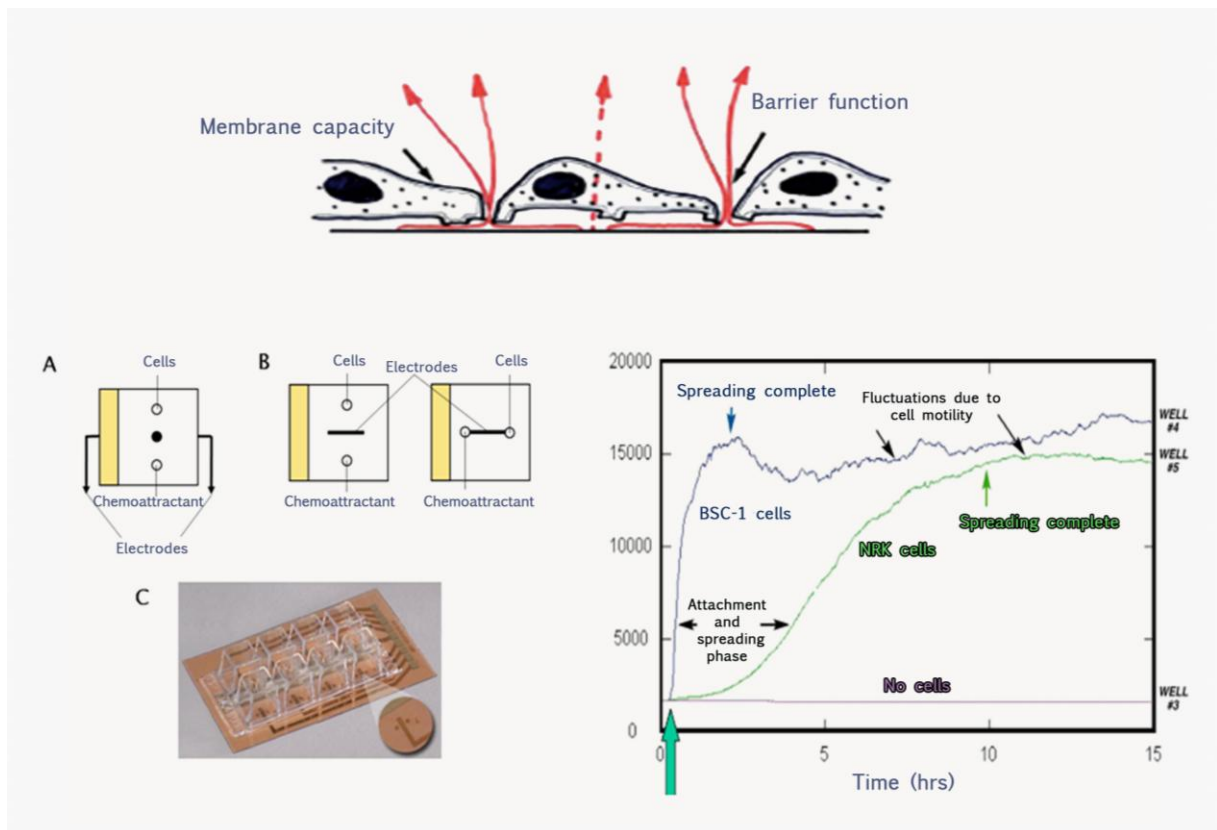 Membrane capacity
Barrier function
A
Cells
Chemoattractant
Electrodes
B
Cells
Electrodes
Cells
Chemoattractant
Chemoattractant
C
20000
15000
10000
5000
0
Spreading complete
Fluctuations due to
cell motility
BSC-1 cells
NRK cells
Spreading complete
Attachment
and
spreading
phase
No cells
WELL
#4
WELL
#5
WELL
#3
0
5
10
15
Time (hrs)